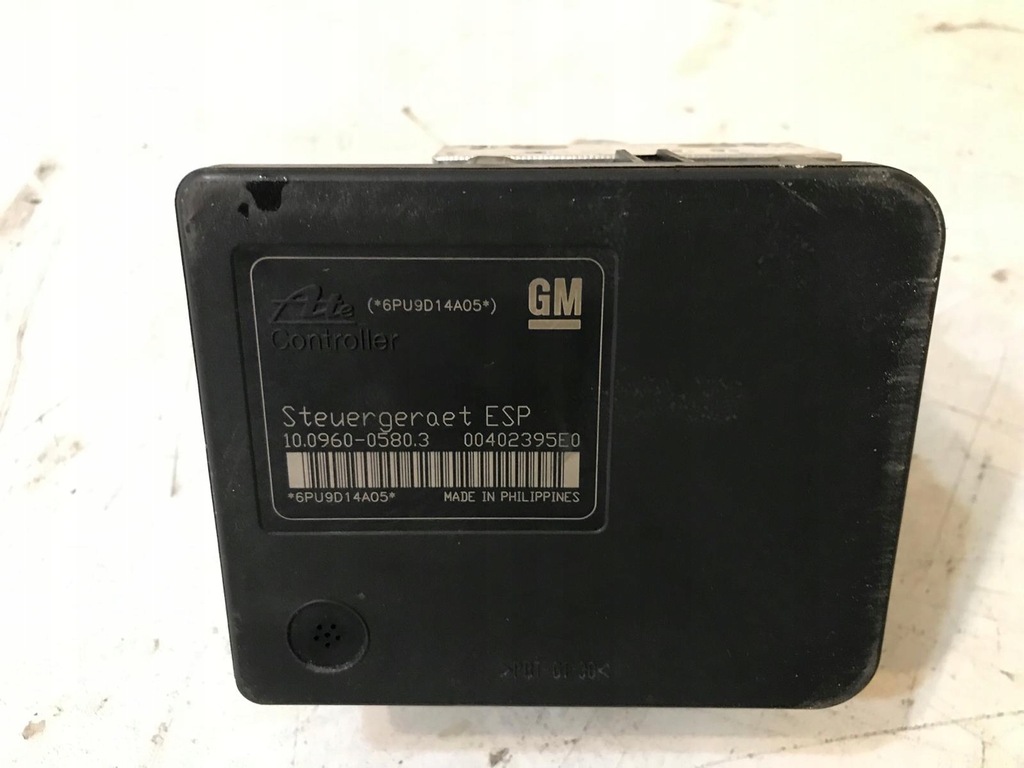 Ate (*6PU9D14A05*) GM
Controller
Steuergeraet ESP
10.0960-0580.3 00402395E0
*6PU9D14A05* MADE IN PHILIPPINES